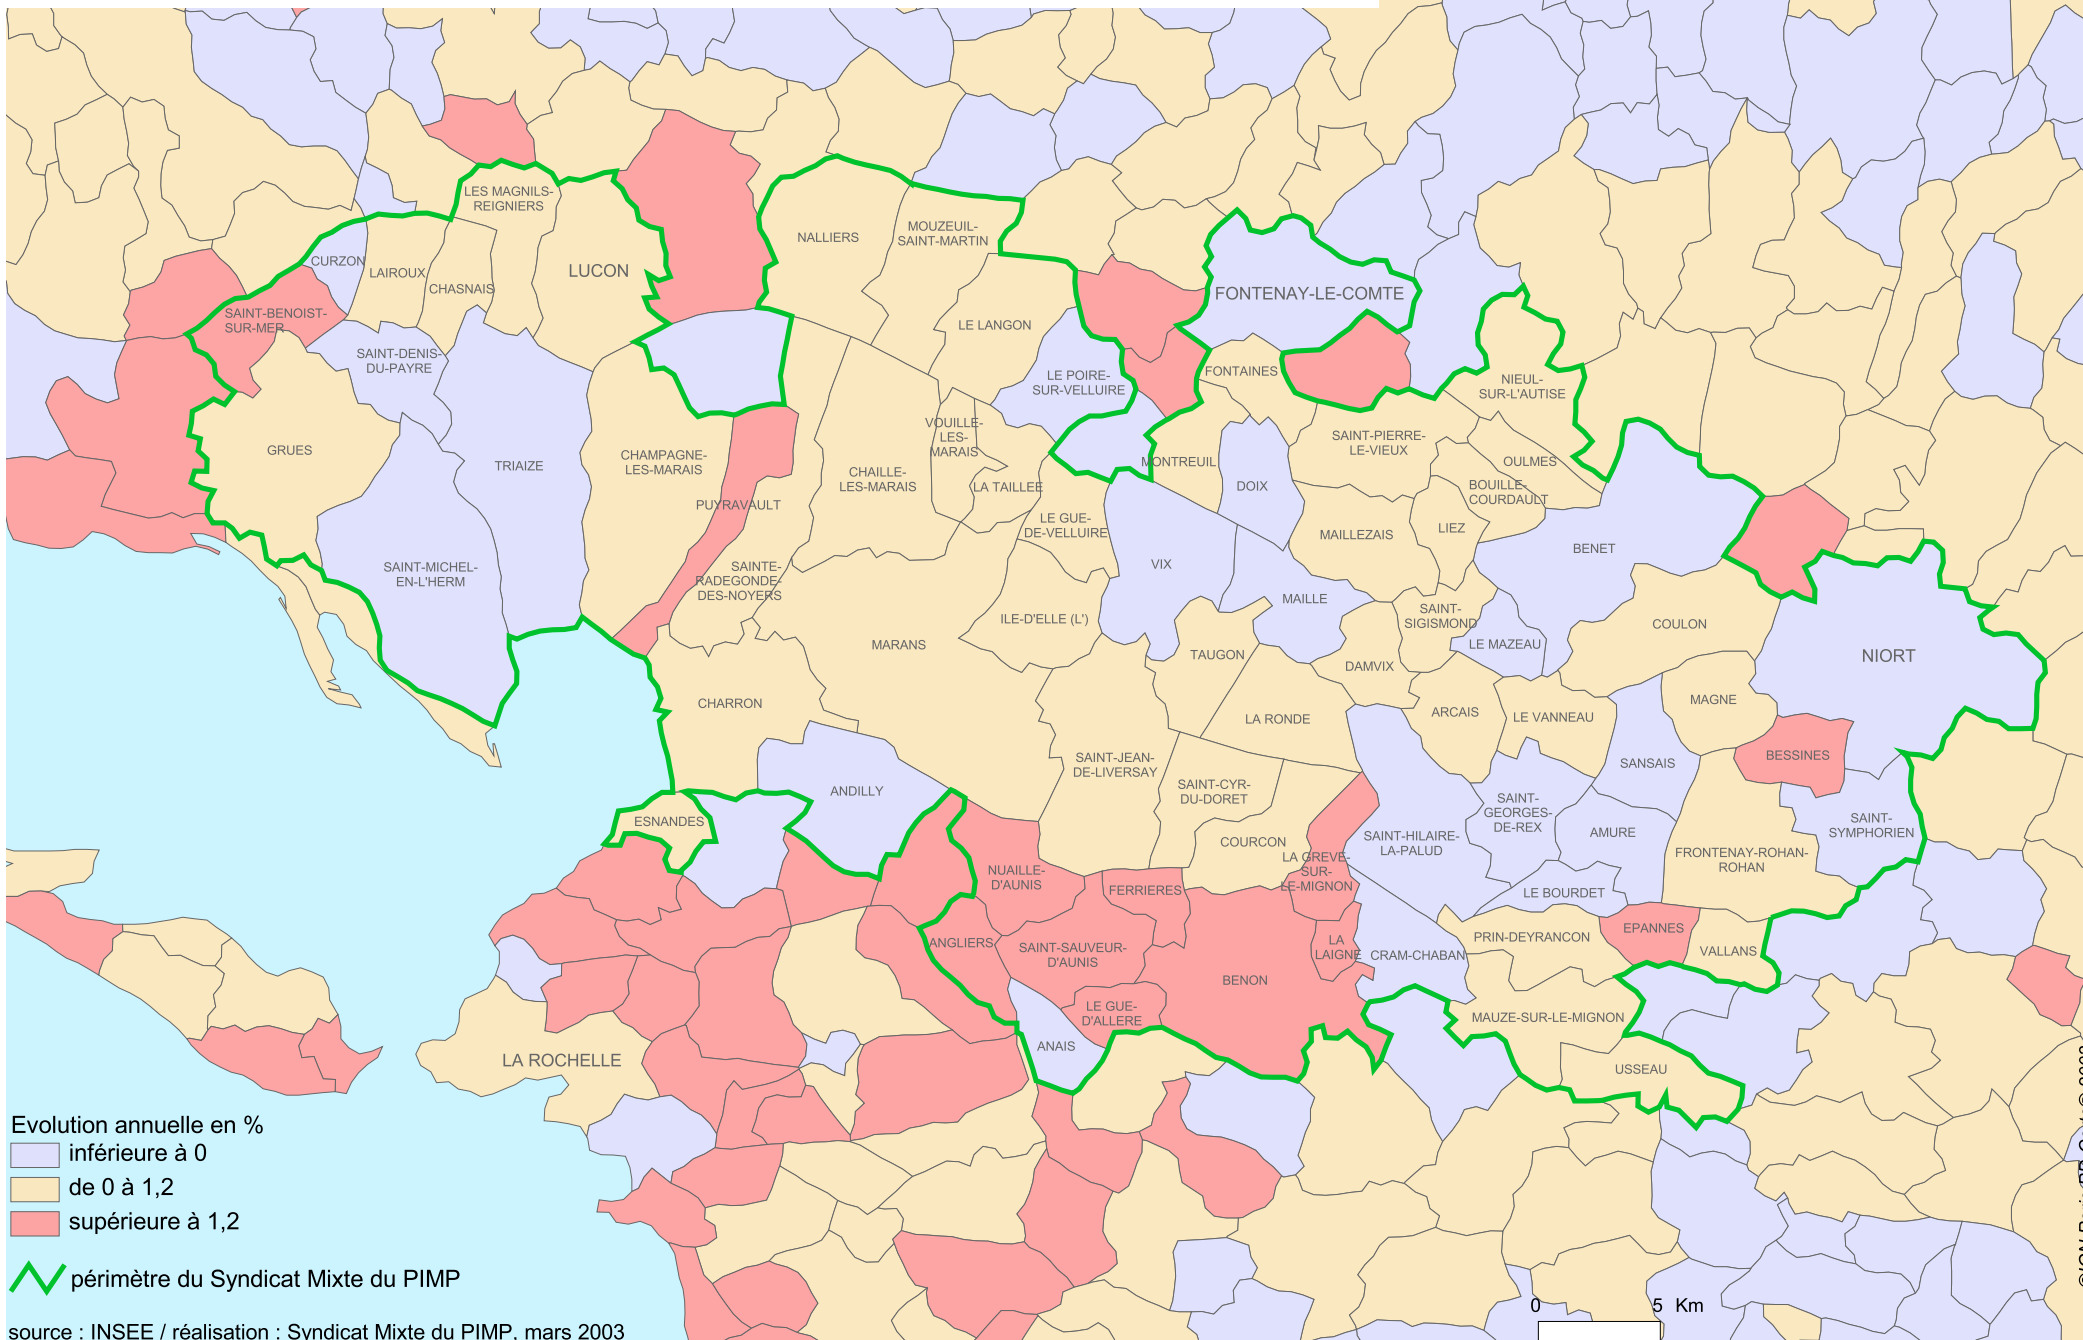 LES MAGNILS-
REIGNIERS
NALLIERS
MOUZEUIL-
SAINT-MARTIN
CURZON
LAIROUX
LUCON
CHASNAIS
FONTENAY-LE-COMTE
SAINT-BENOIST-
SUR-MER
LE LANGON
SAINT-DENIS-
DU-PAYRE
FONTAINES
LE POIRE-
SUR-VELLUIRE
NIEUL-
SUR-L'AUTISE
VOUILLE-
LES-
MARAIS
GRUES
SAINT-PIERRE-
LE-VIEUX
TRIAIZE
CHAMPAGNE-
LES-MARAIS
MONTREUIL
OULMES
CHAILLE-
LES-MARAIS
LA TAILLEE
DOIX
BOUILLE-
COURDAULT
PUYRAVAULT
LE GUE-
DE-VELLUIRE
MAILLEZAIS
LIEZ
BENET
SAINT-MICHEL-
EN-L'HERM
SAINTE-
RADEGONDE-
DES-NOYERS
VIX
MAILLE
SAINT-
SIGISMOND
ILE-D'ELLE (L')
COULON
MARANS
LE MAZEAU
TAUGON
DAMVIX
NIORT
CHARRON
MAGNE
ARCAIS
LE VANNEAU
LA RONDE
SAINT-JEAN-
DE-LIVERSAY
SANSAIS
BESSINES
SAINT-CYR-
DU-DORET
ANDILLY
SAINT-
GEORGES-
DE-REX
ESNANDES
AMURE
SAINT-
SYMPHORIEN
COURCON
SAINT-HILAIRE-
LA-PALUD
LA GREVE-
SUR-
LE-MIGNON
FRONTENAY-ROHAN-
ROHAN
NUAILLE-
D'AUNIS
FERRIERES
LE BOURDET
ANGLIERS
SAINT-SAUVEUR-
D'AUNIS
LA
LAIGNE
CRAM-CHABAN
PRIN-DEYRANCON
EPANNES
VALLANS
BENON
LE GUE-
D'ALLERE
MAUZE-SUR-LE-MIGNON
ANAIS
LA ROCHELLE
USSEAU
Evolution annuelle en %
inférieure à 0
de 0 à 1,2
supérieure à 1,2
périmètre du Syndicat Mixte du PIMP
0 5 Km
source : INSEE / réalisation : Syndicat Mixte du PIMP, mars 2003